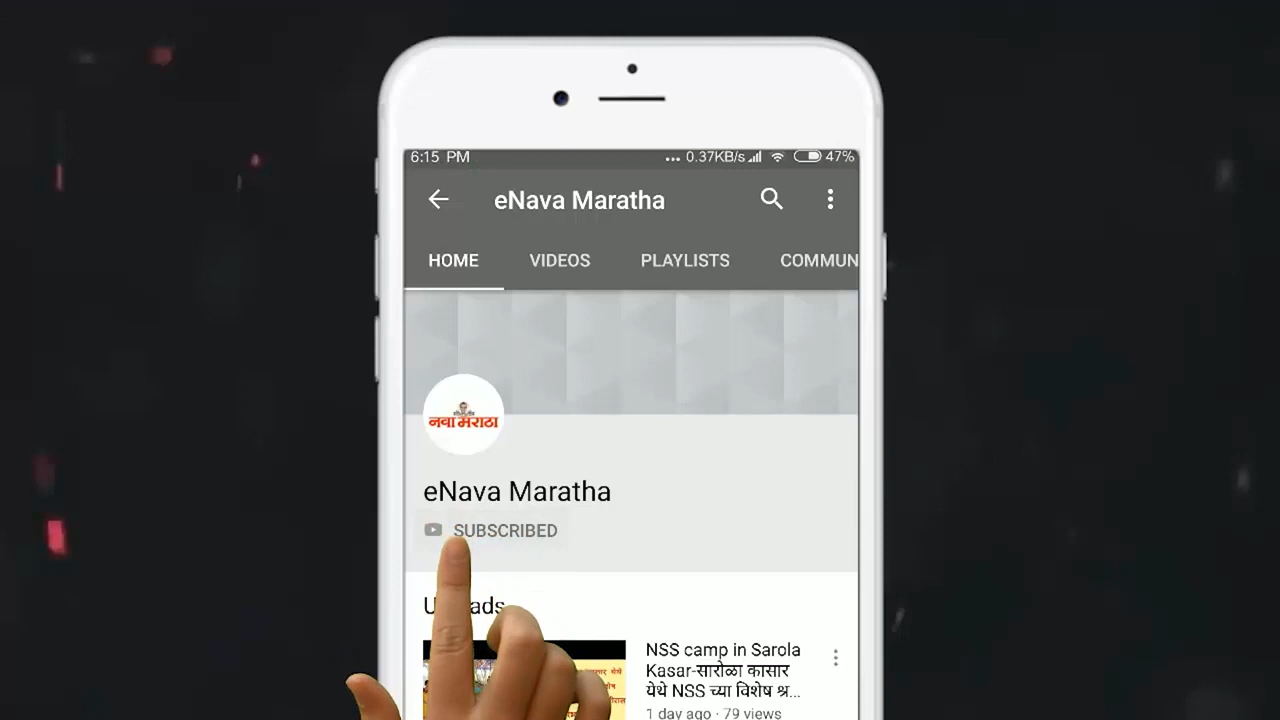 6:15 PM ... 0.37KB/s 47%
eNava Maratha
HOME VIDEOS PLAYLISTS COMMUN
नवा मराठा
eNava Maratha
SUBSCRIBED
ads
NSS camp in Sarola
Kasar-सारोळा कासार
येथे NSS च्या विशेष श्र...
1 day ago · 79 views